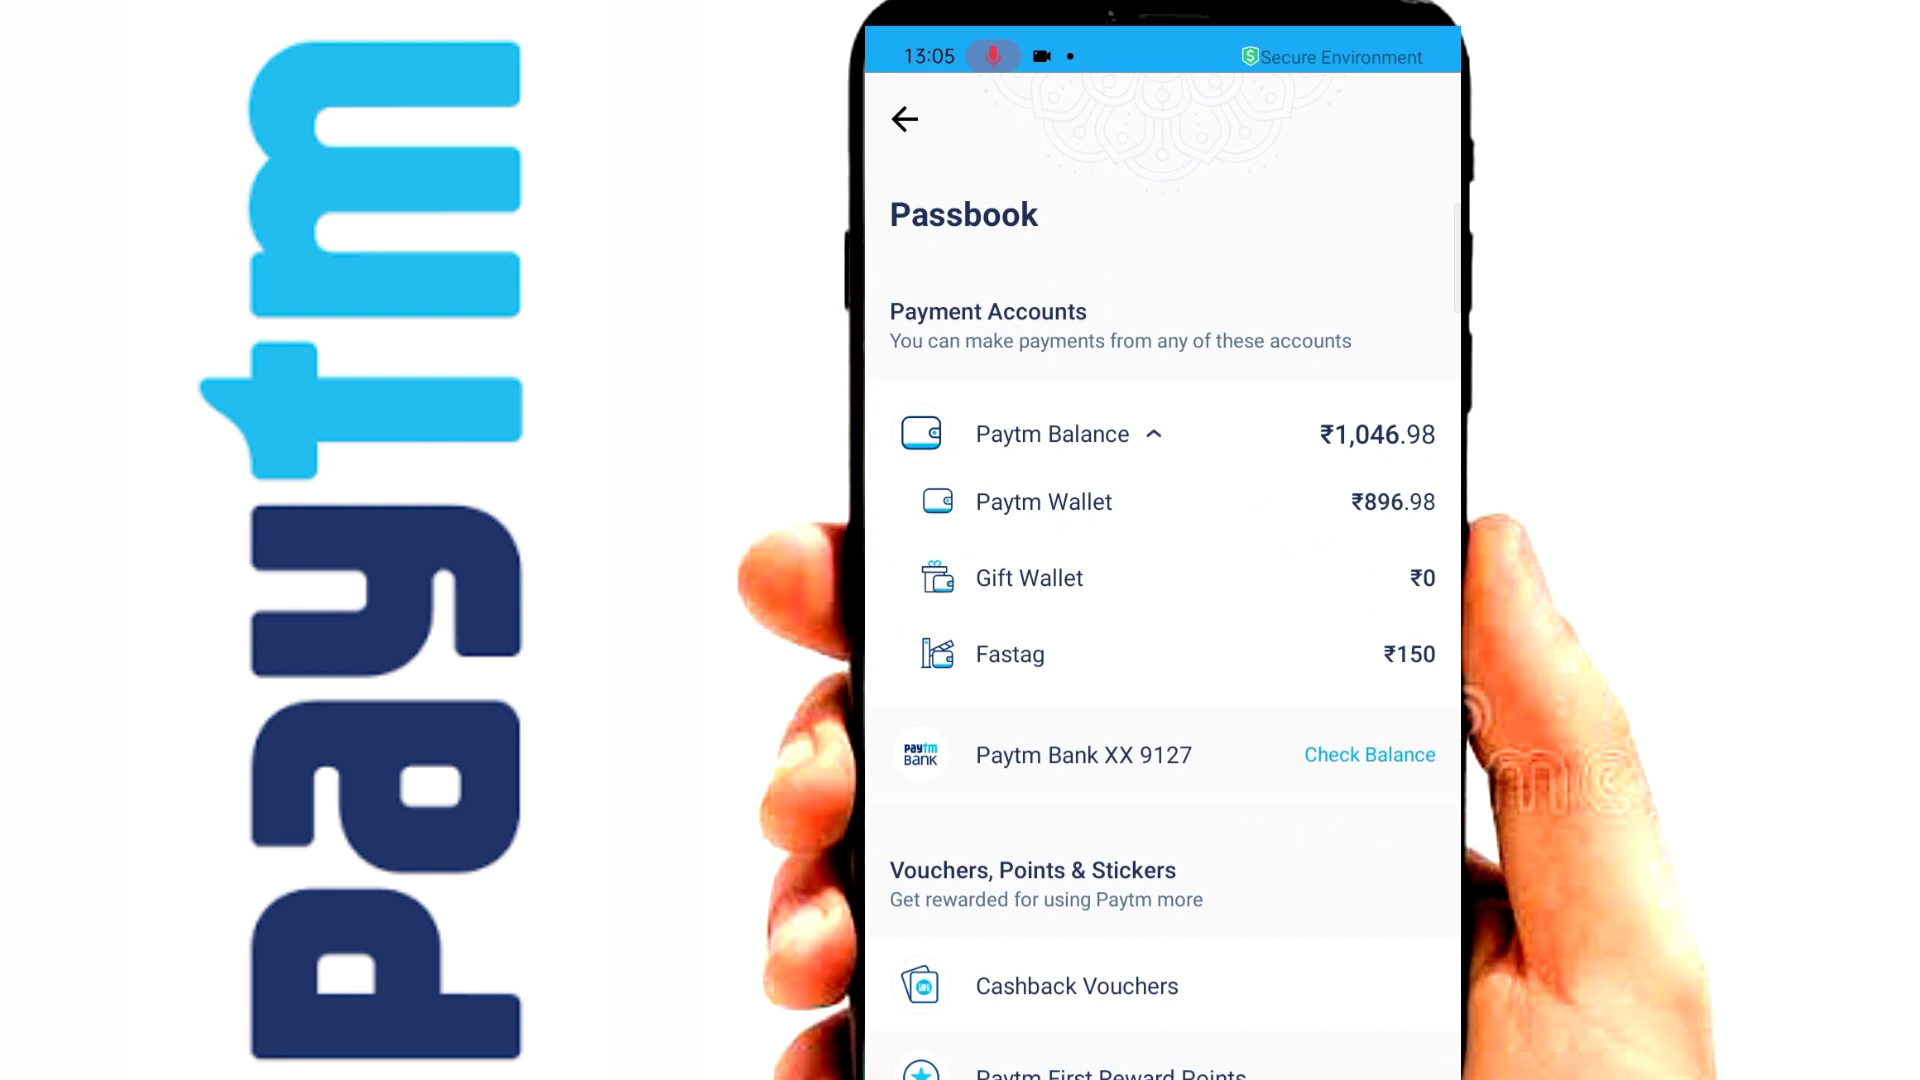 paytm
13:05
Secure Environment
Passbook
Payment Accounts
You can make payments from any of these accounts
Paytm Balance ₹1,046.98
Paytm Wallet ₹896.98
Gift Wallet ₹0
Fastag ₹150
paytm
BANK
Paytm Bank XX 9127 Check Balance
Vouchers, Points & Stickers
Get rewarded for using Paytm more
Cashback Vouchers
Paytm First Reward Points